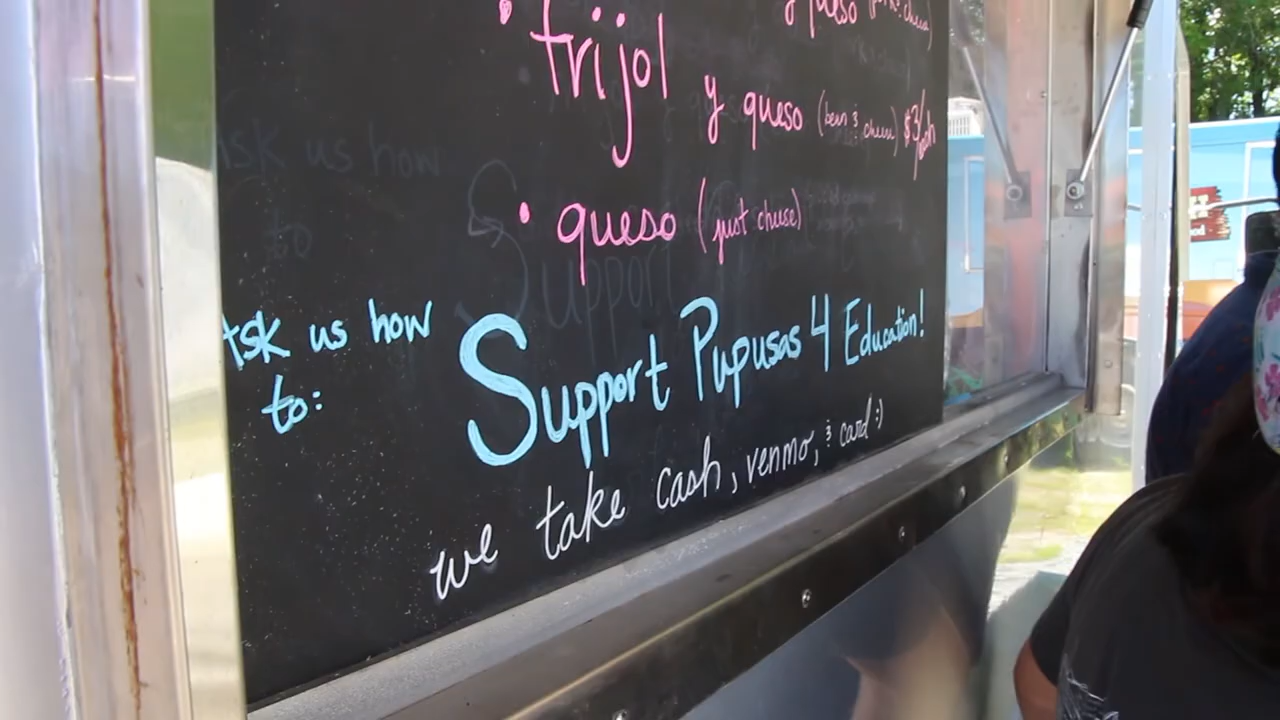 y queso
• frijol y queso (bean & cheese) $3/each
• queso (just cheese)
Ask us how to:
Support Pupusas 4 Education!
we take cash, venmo, & card :)